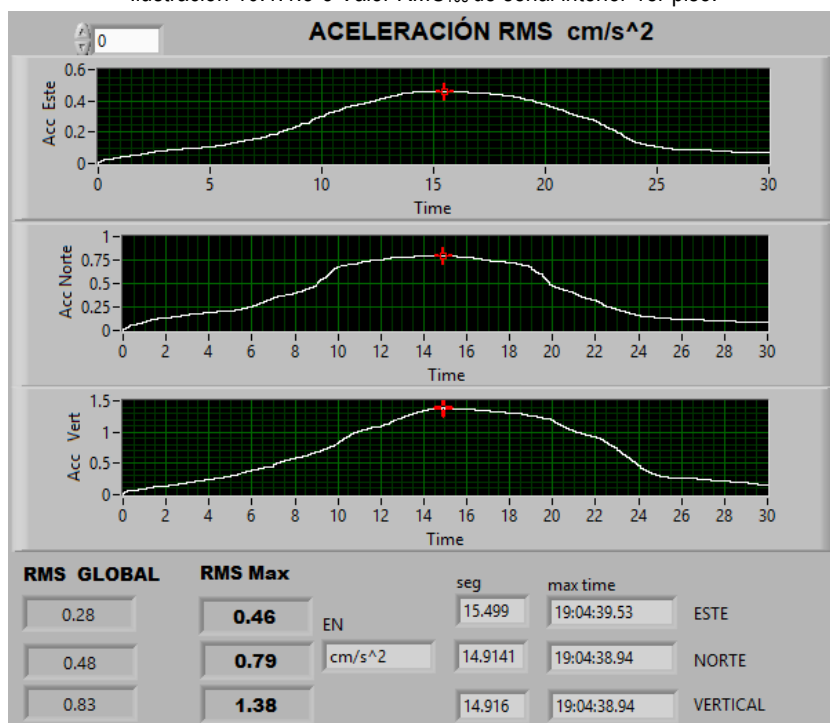 ACELERACIÓN RMS cm/s^2
0
0.6
0.4
0.2
0
Acc Este
0 5 10 15 20 25 30
Time
1
0.75
0.5
0.25
0
Acc Norte
0 2 4 6 8 10 12 14 16 18 20 22 24 26 28 30
Time
1.5
1
0.5
0
Acc Vert
0 2 4 6 8 10 12 14 16 18 20 22 24 26 28 30
Time
RMS GLOBAL RMS Max seg max time
0.28 0.46 EN 15.499 19:04:39.53 ESTE
0.48 0.79 cm/s^2 14.9141 19:04:38.94 NORTE
0.83 1.38 14.916 19:04:38.94 VERTICAL